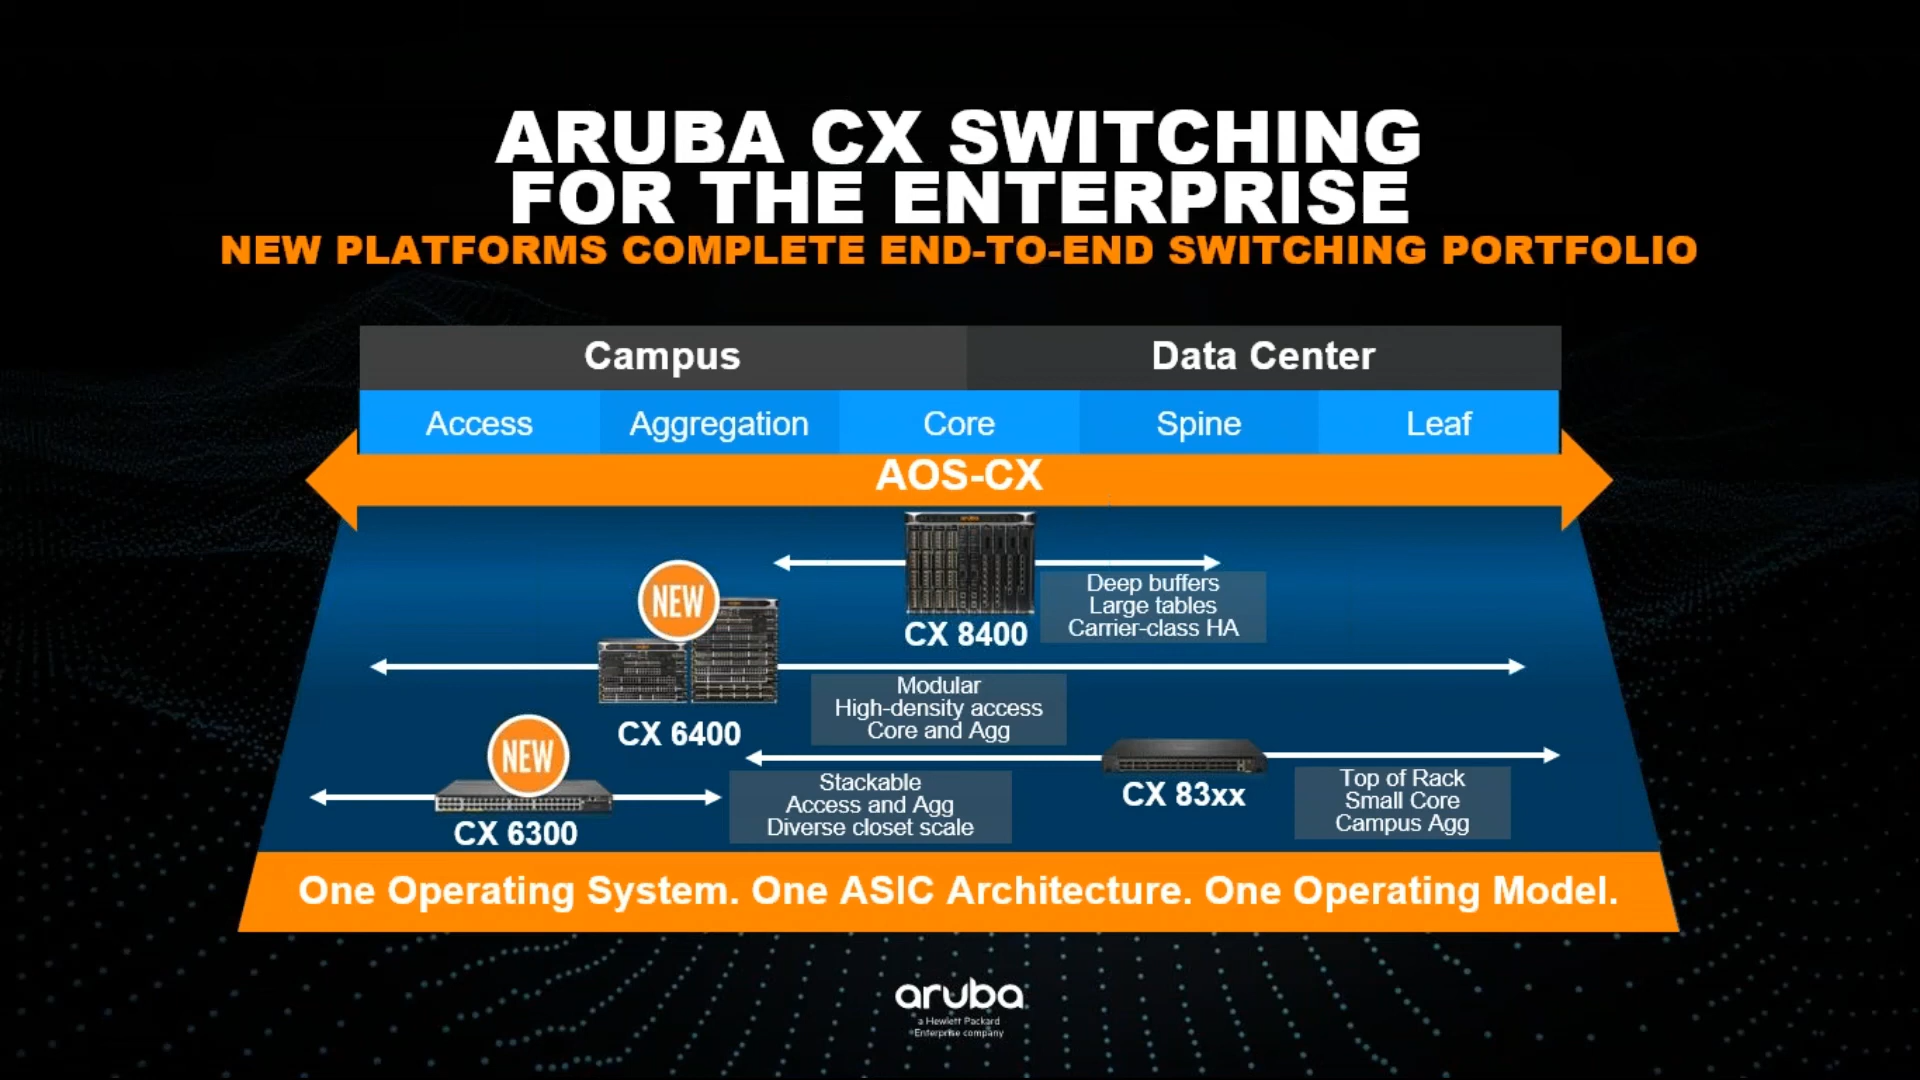 ARUBA CX SWITCHING
FOR THE ENTERPRISE
NEW PLATFORMS COMPLETE END-TO-END SWITCHING PORTFOLIO
Campus
Data Center
Access
Aggregation
Core
Spine
Leaf
AOS-CX
CX 8400
Deep buffers
Large tables
Carrier-class HA
NEW
CX 6400
Modular
High-density access
Core and Agg
NEW
CX 6300
Stackable
Access and Agg
Diverse closet scale
CX 83xx
Top of Rack
Small Core
Campus Agg
One Operating System. One ASIC Architecture. One Operating Model.
aruba
a Hewlett Packard
Enterprise company